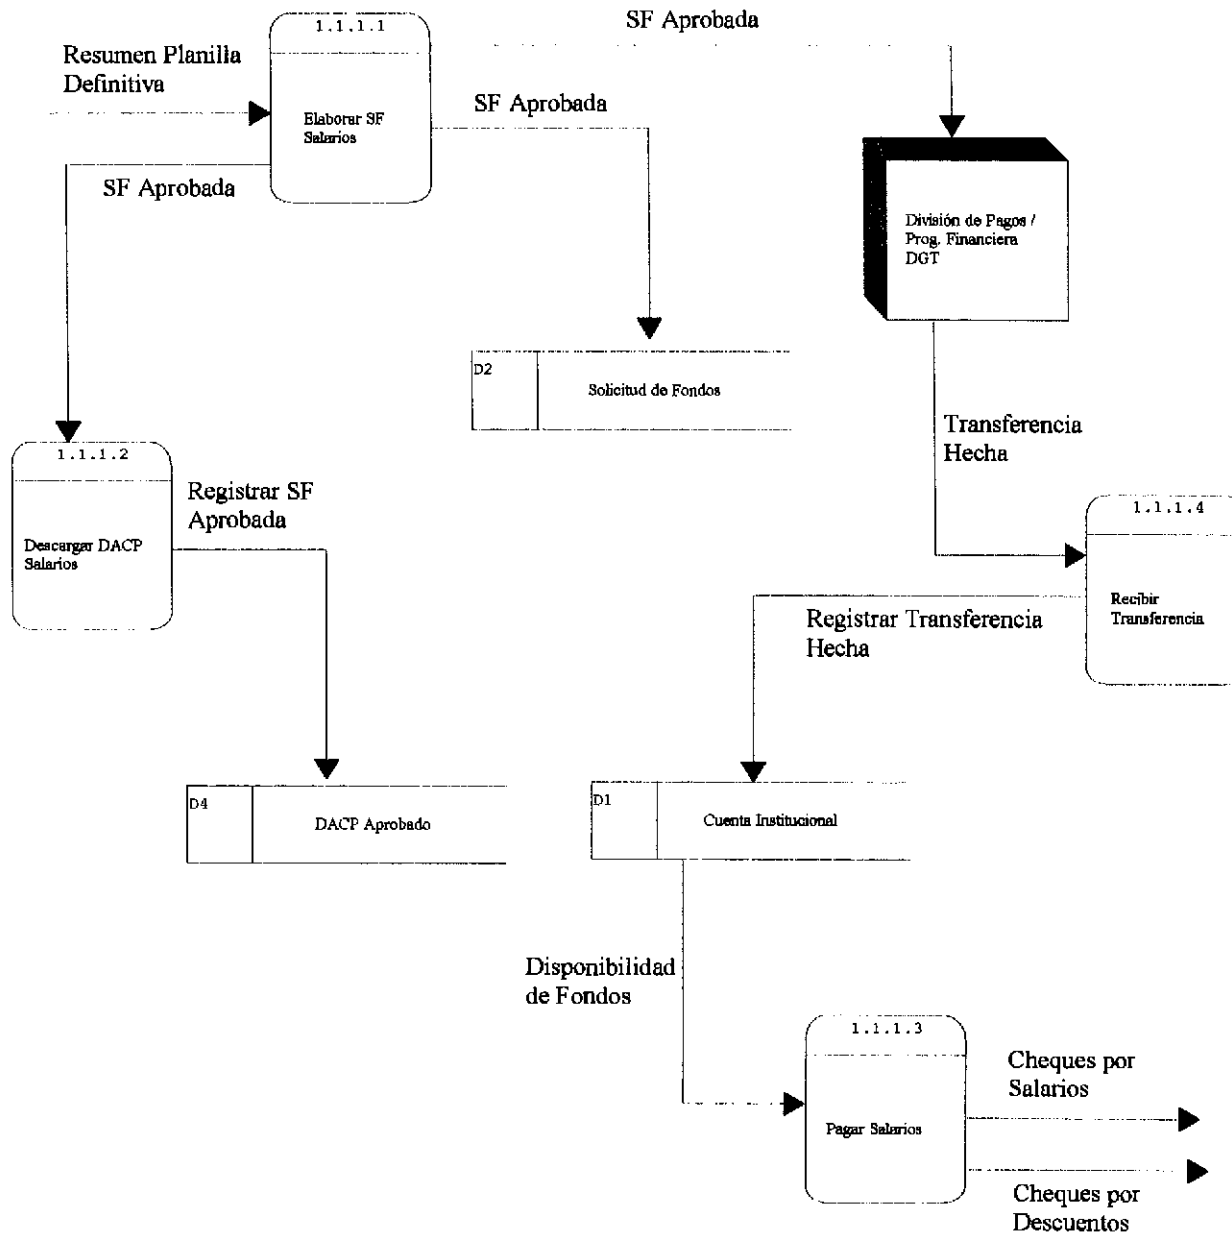 SF Aprobada
1.1.1.1
Resumen Planilla
Definitiva
Elaborar SF
Salarios
SF Aprobada
SF Aprobada
División de Pagos /
Prog. Financiera
DGT
D2
Solicitud de Fondos
Transferencia
Hecha
1.1.1.2
Registrar SF
Aprobada
Descargar DACP
Salarios
1.1.1.4
Recibir
Transferencia
Registrar Transferencia
Hecha
D4
DACP Aprobado
D1
Cuenta Institucional
Disponibilidad
de Fondos
1.1.1.3
Pagar Salarios
Cheques por
Salarios
Cheques por
Descuentos